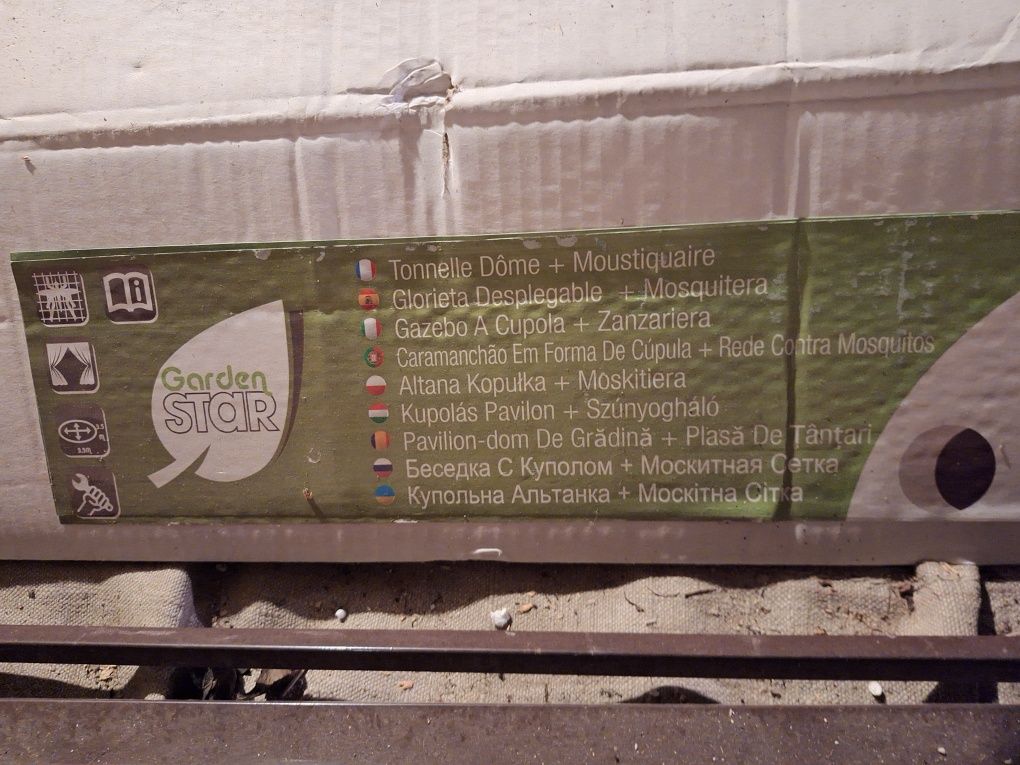 Garden
STAR
Tonnelle Dôme + Moustiquaire
Glorieta Desplegable + Mosquitera
Gazebo A Cupola + Zanzariera
Caramanchão Em Forma De Cúpula + Rede Contra Mosquitos
Altana Kopułka + Moskitiera
Kupolás Pavilon + Szúnyogháló
Pavilion-dom De Grădină + Plasă De Tânțari
Беседка С Куполом + Москитная Сетка
Купольна Альтанка + Москітна Сітка